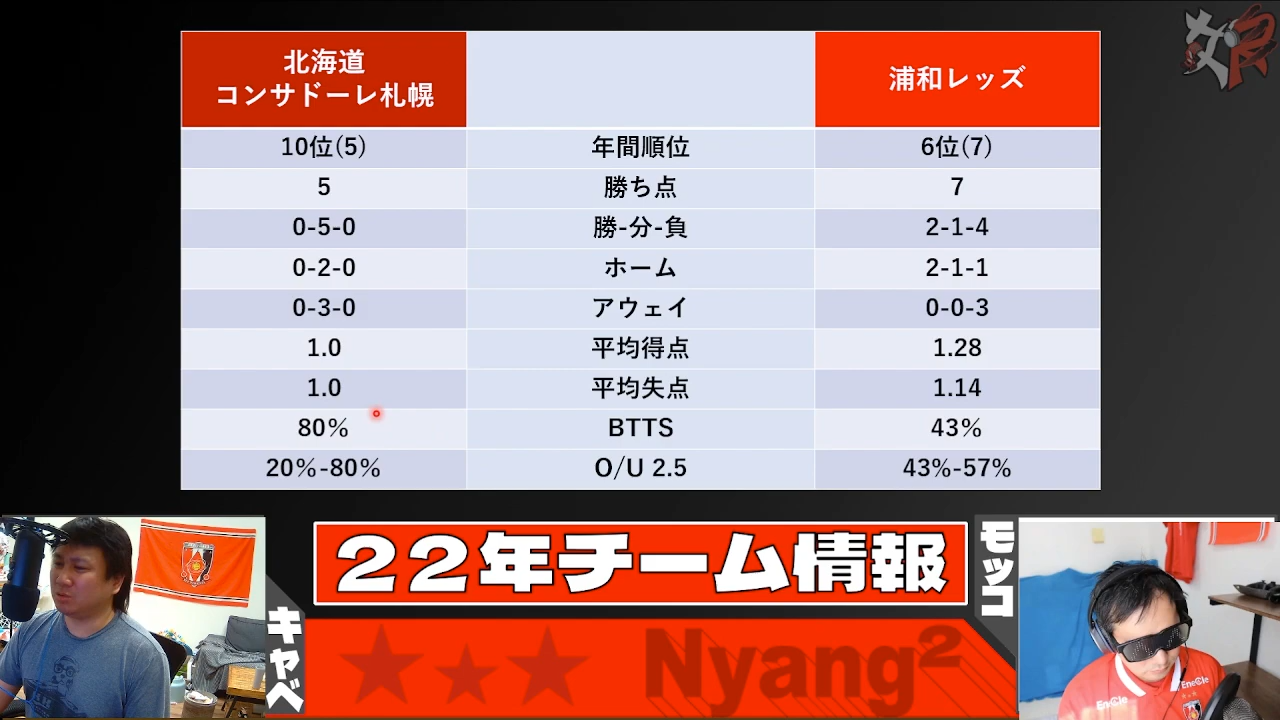 北海道
コンサドーレ札幌
浦和レッズ
10位(5) 年間順位 6位(7)
5 勝ち点 7
0-5-0 勝-分-負 2-1-4
0-2-0 ホーム 2-1-1
0-3-0 アウェイ 0-0-3
1.0 平均得点 1.28
1.0 平均失点 1.14
80% BTTS 43%
20%-80% O/U 2.5 43%-57%
22年チーム情報
キャベ
モッコ
★★★ Nyang²
EneCle
EneCle